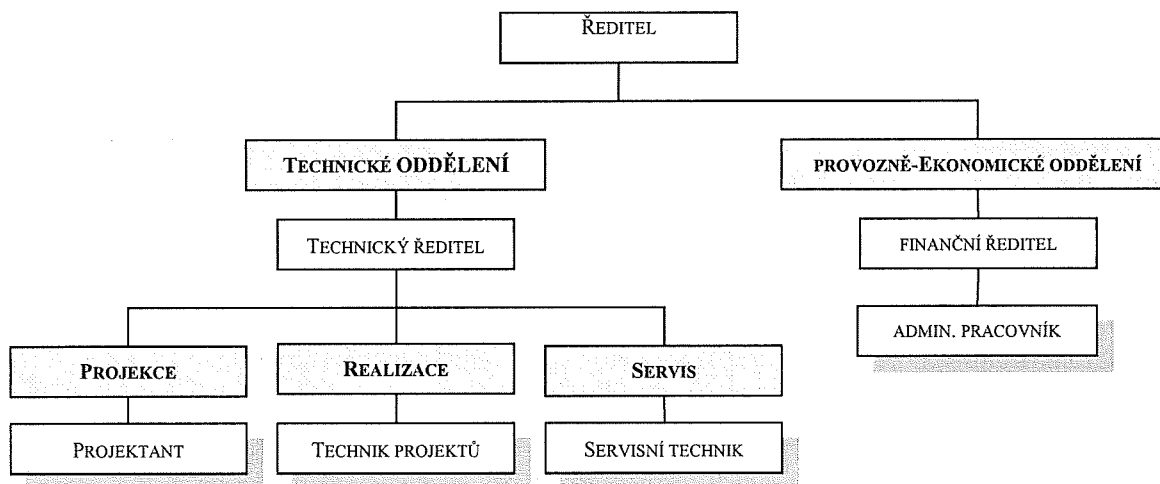 ŘEDITEL
TECHNICKÉ ODDĚLENÍ
PROVOZNĚ-EKONOMICKÉ ODDĚLENÍ
TECHNICKÝ ŘEDITEL
FINANČNÍ ŘEDITEL
ADMIN. PRACOVNÍK
PROJEKCE
REALIZACE
SERVIS
PROJEKTANT
TECHNIK PROJEKTŮ
SERVISNÍ TECHNIK